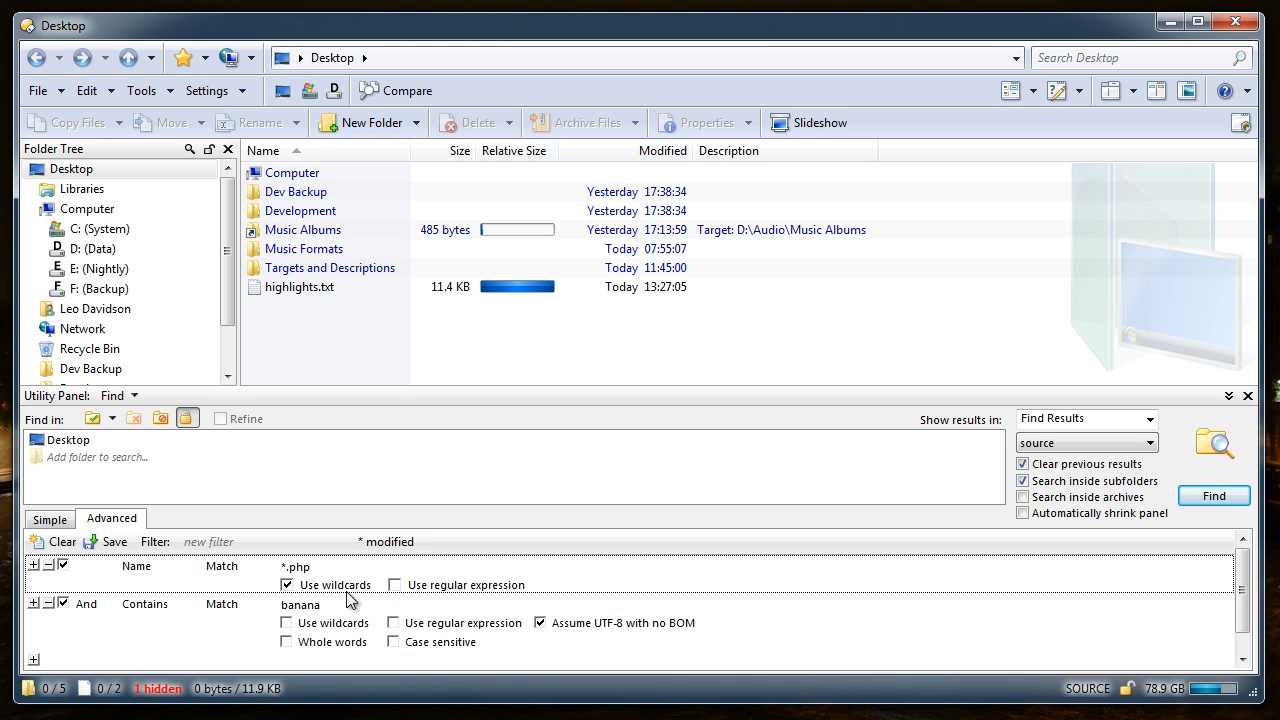 Desktop
Desktop
Search Desktop
File Edit Tools Settings Compare
Copy Files Move Rename New Folder Delete Archive Files Properties Slideshow
Folder Tree
Name Size Relative Size Modified Description
Desktop
Libraries
Computer
C: (System)
D: (Data)
E: (Nightly)
F: (Backup)
Leo Davidson
Network
Recycle Bin
Dev Backup
Computer
Dev Backup Yesterday 17:38:34
Development Yesterday 17:38:34
Music Albums 485 bytes Yesterday 17:13:59 Target: D:\Audio\Music Albums
Music Formats Today 07:55:07
Targets and Descriptions Today 11:45:00
highlights.txt 11.4 KB Today 13:27:05
Utility Panel: Find
Find in: Refine
Show results in: Find Results
Desktop
Add folder to search...
source
Clear previous results
Search inside subfolders
Search inside archives
Automatically shrink panel
Find
Simple Advanced
Clear Save Filter: new filter * modified
Name Match *.php
Use wildcards Use regular expression
And Contains Match banana
Use wildcards Use regular expression Assume UTF-8 with no BOM
Whole words Case sensitive
0 / 5 0 / 2 1 hidden 0 bytes / 11.9 KB SOURCE 78.9 GB